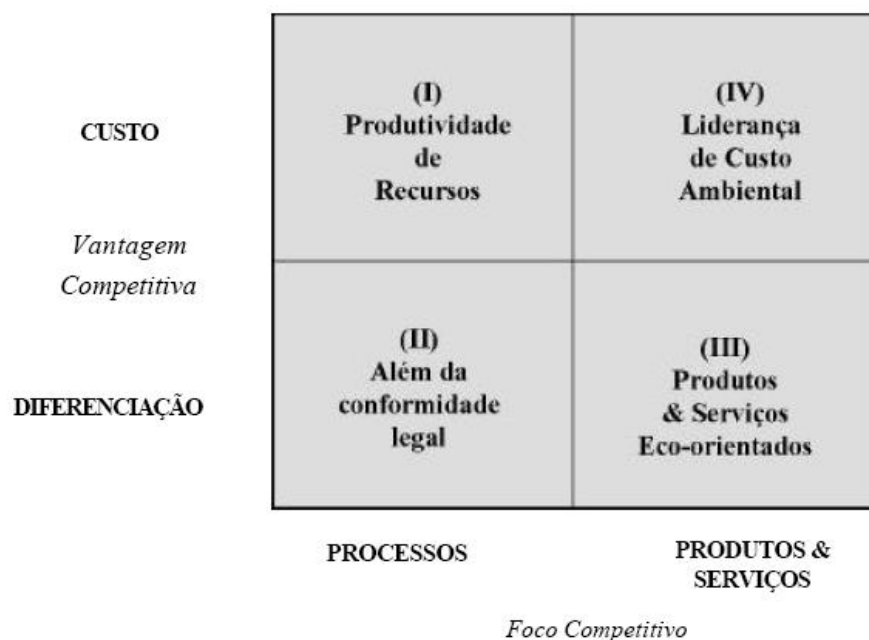 (I)
Produtividade
de
Recursos
(IV)
Liderança
de Custo
Ambiental
CUSTO
Vantagem
Competitiva
(II)
Além da
conformidade
legal
(III)
Produtos
& Serviços
Eco-orientados
DIFERENCIAÇÃO
PROCESSOS
PRODUTOS &
SERVIÇOS
Foco Competitivo